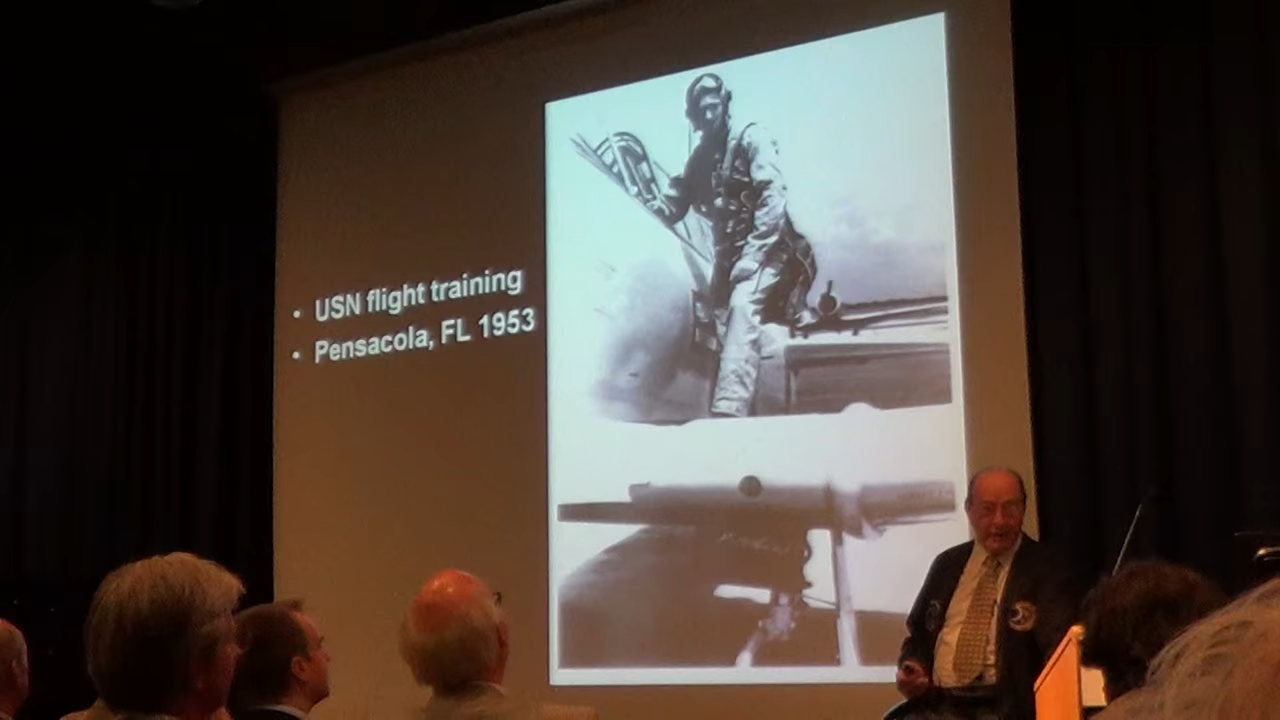 • USN flight training
• Pensacola, FL 1953